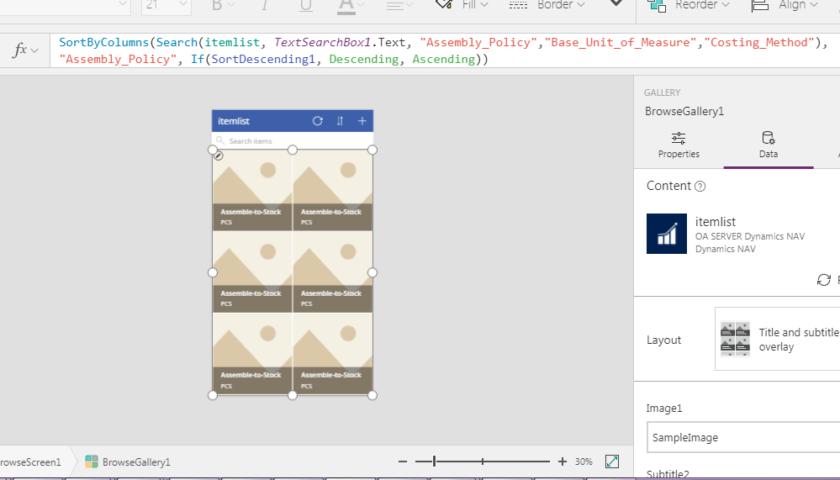 21 B I U A Fill Border Reorder Align
fx SortByColumns(Search(itemlist, TextSearchBox1.Text, "Assembly_Policy","Base_Unit_of_Measure","Costing_Method"),
"Assembly_Policy", If(SortDescending1, Descending, Ascending))
GALLERY
BrowseGallery1
Properties Data
Content
itemlist
OA SERVER Dynamics NAV
Dynamics NAV
Layout
Title and subtitle
overlay
Image1
SampleImage
Subtitle2
itemlist
Search items
Assemble-to-Stock Assemble-to-Stock
PCS PCS
Assemble-to-Stock Assemble-to-Stock
PCS PCS
Assemble-to-Stock Assemble-to-Stock
PCS PCS
rowseScreen1 BrowseGallery1 30%